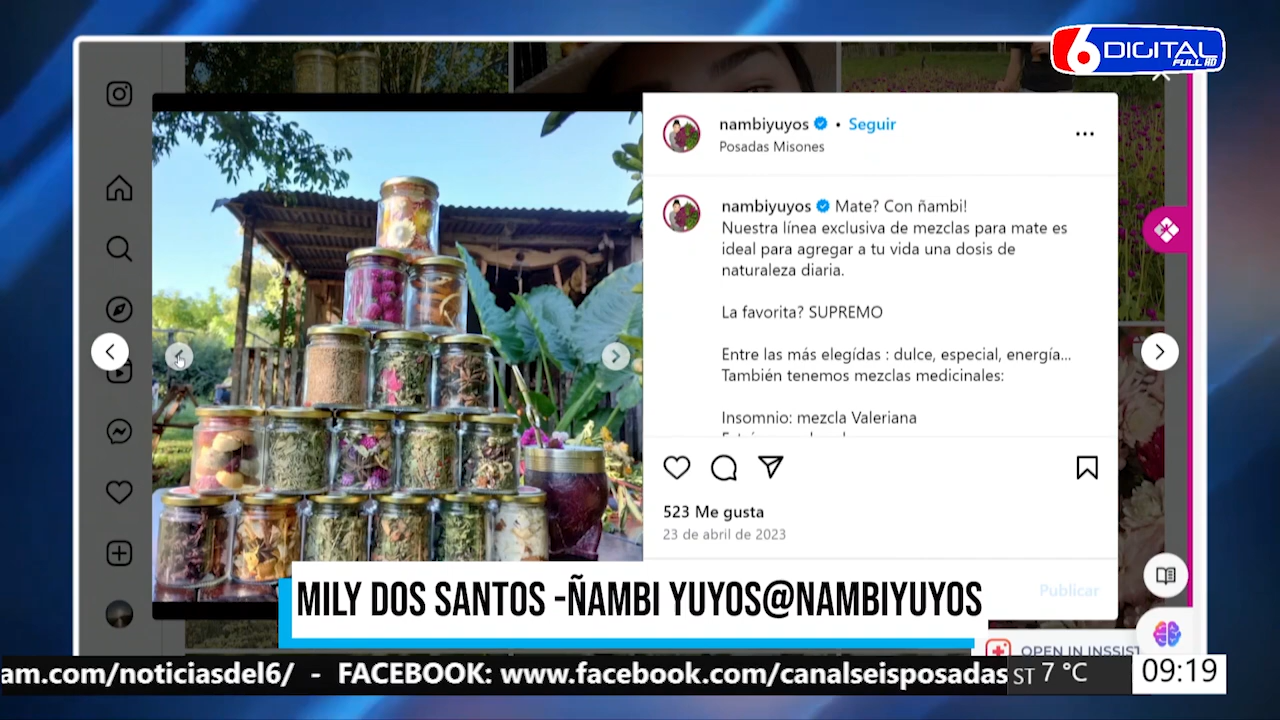 6 DIGITAL
FULL HD
nambiyuyos • Seguir
Posadas Misones
nambiyuyos Mate? Con ñambi!
Nuestra línea exclusiva de mezclas para mate es
ideal para agregar a tu vida una dosis de
naturaleza diaria.
La favorita? SUPREMO
Entre las más elegídas : dulce, especial, energía...
También tenemos mezclas medicinales:
Insomnio: mezcla Valeriana
523 Me gusta
23 de abril de 2023
Publicar
MILY DOS SANTOS -ÑAMBI YUYOS@NAMBIYUYOS
OPEN IN INSSIST
am.com/noticiasdel6/ - FACEBOOK: www.facebook.com/canalseisposadas
ST 7 °C
09:19